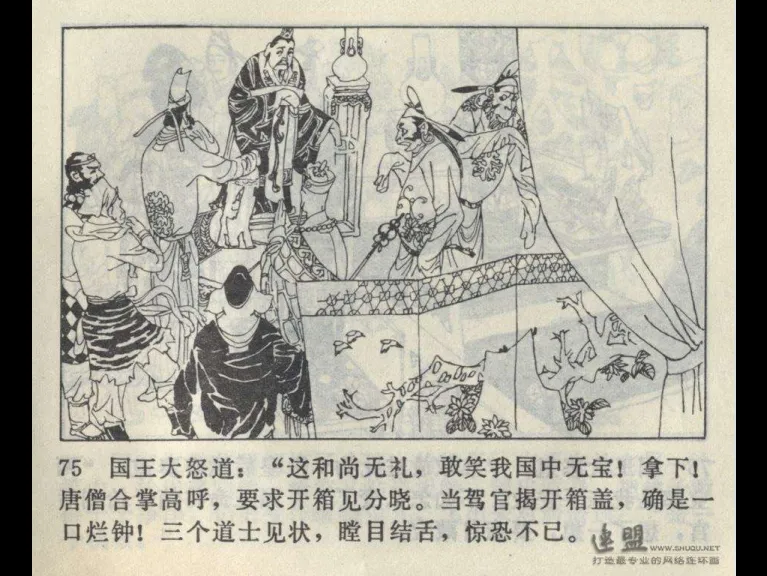 75 国王大怒道：“这和尚无礼，敢笑我国中无宝！拿下！
唐僧合掌高呼，要求开箱见分晓。当驾官揭开箱盖，确是一
口烂钟！三个道士见状，瞠目结舌，惊恐不已。
连盟 WWW.SHUQU.NET
打造最专业的网络连环画